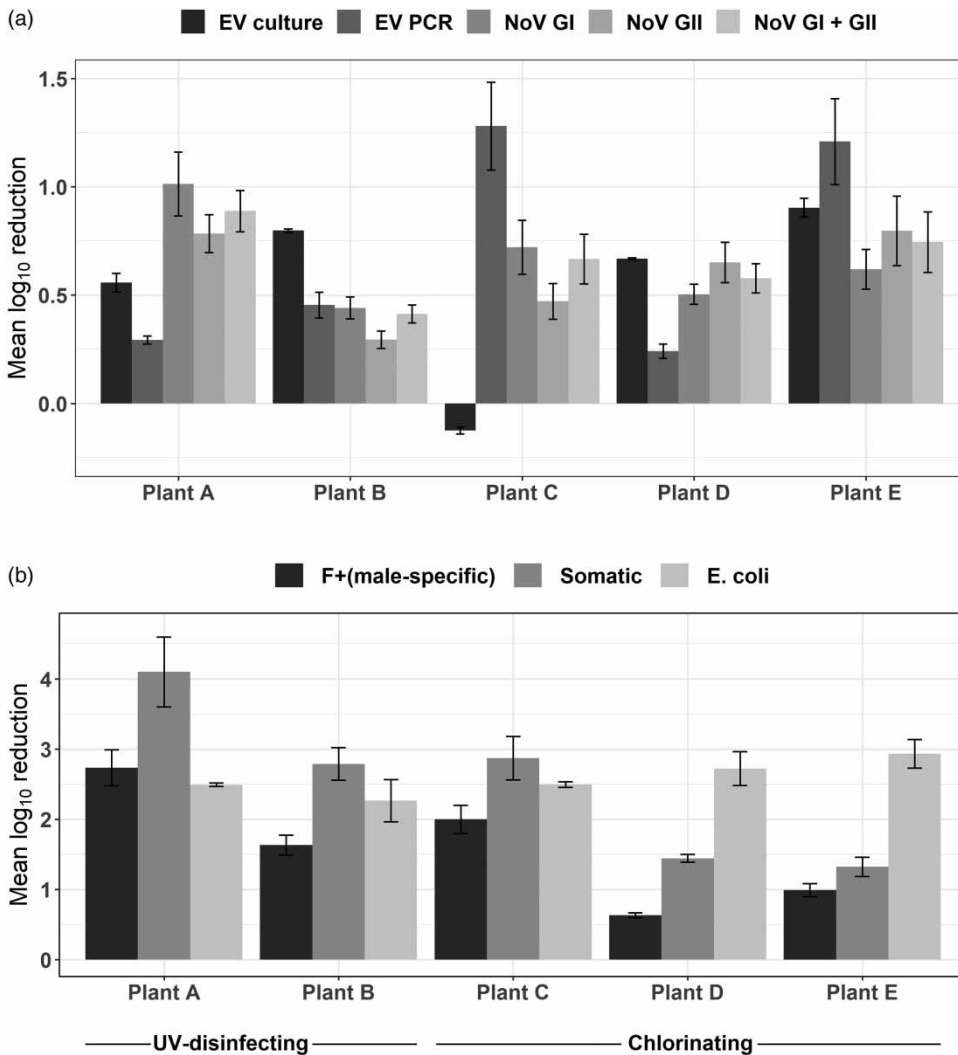 (a) EV culture EV PCR NoV GI NoV GII NoV GI + GII
Mean log₁₀ reduction
1.5
1.0
0.5
0.0
Plant A Plant B Plant C Plant D Plant E
(b) F+(male-specific) Somatic E. coli
Mean log₁₀ reduction
4
3
2
1
0
Plant A Plant B Plant C Plant D Plant E
UV-disinfecting Chlorinating